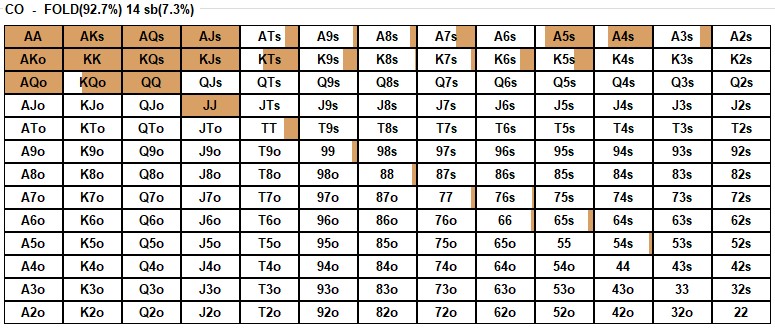 CO - FOLD(92.7%) 14 sb(7.3%)
AA AKs AQs AJs ATs A9s A8s A7s A6s A5s A4s A3s A2s
AKo KK KQs KJs KTs K9s K8s K7s K6s K5s K4s K3s K2s
AQo KQo QQ QJs QTs Q9s Q8s Q7s Q6s Q5s Q4s Q3s Q2s
AJo KJo QJo JJ JTs J9s J8s J7s J6s J5s J4s J3s J2s
ATo KTo QTo JTo TT T9s T8s T7s T6s T5s T4s T3s T2s
A9o K9o Q9o J9o T9o 99 98s 97s 96s 95s 94s 93s 92s
A8o K8o Q8o J8o T8o 98o 88 87s 86s 85s 84s 83s 82s
A7o K7o Q7o J7o T7o 97o 87o 77 76s 75s 74s 73s 72s
A6o K6o Q6o J6o T6o 96o 86o 76o 66 65s 64s 63s 62s
A5o K5o Q5o J5o T5o 95o 85o 75o 65o 55 54s 53s 52s
A4o K4o Q4o J4o T4o 94o 84o 74o 64o 54o 44 43s 42s
A3o K3o Q3o J3o T3o 93o 83o 73o 63o 53o 43o 33 32s
A2o K2o Q2o J2o T2o 92o 82o 72o 62o 52o 42o 32o 22